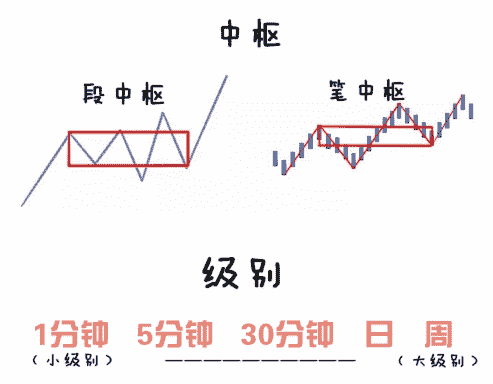 中枢
段中枢 笔中枢
级别
1分钟 5分钟 30分钟 日 周
（小级别） （大级别）